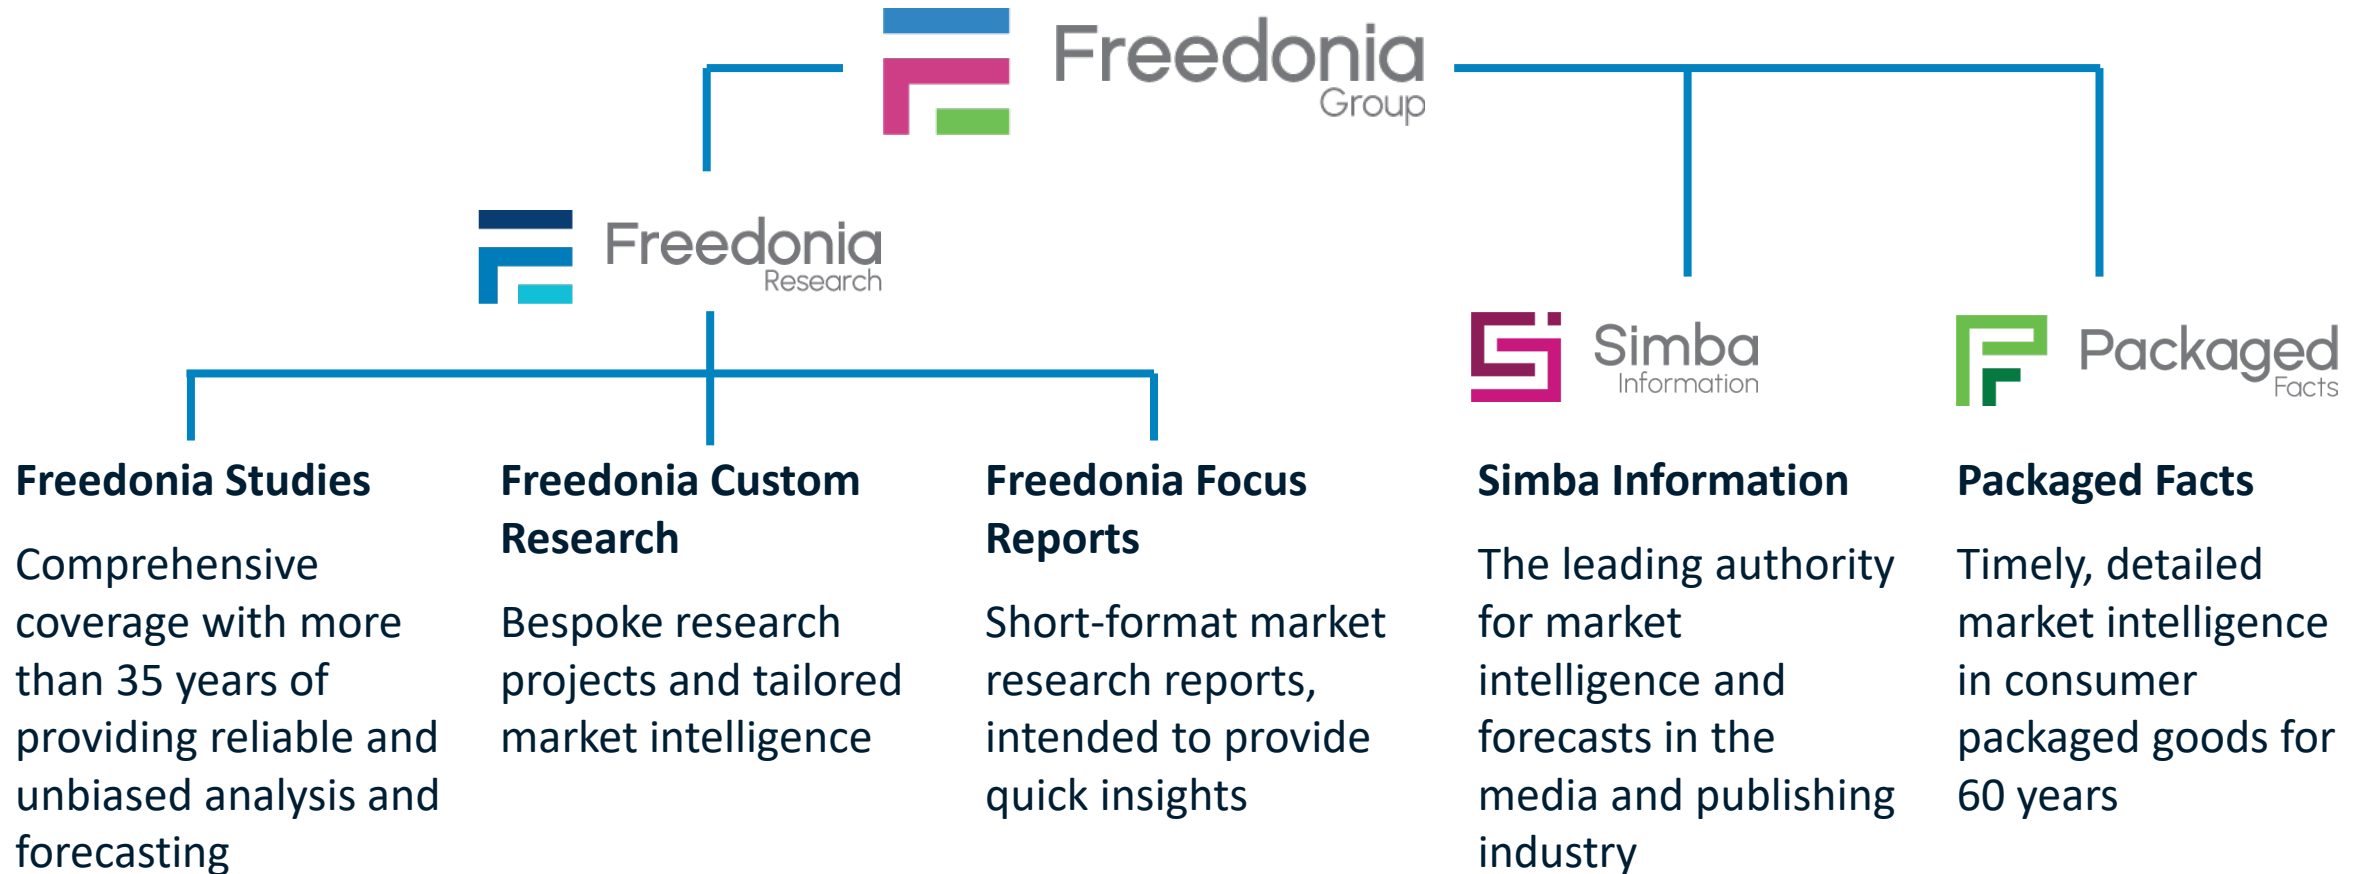 Freedonia
Group
Freedonia
Research
Simba
Information
Packaged
Facts
Freedonia Studies
Comprehensive
coverage with more
than 35 years of
providing reliable and
unbiased analysis and
forecasting
Freedonia Custom
Research
Bespoke research
projects and tailored
market intelligence
Freedonia Focus
Reports
Short-format market
research reports,
intended to provide
quick insights
Simba Information
The leading authority
for market
intelligence and
forecasts in the
media and publishing
industry
Packaged Facts
Timely, detailed
market intelligence
in consumer
packaged goods for
60 years